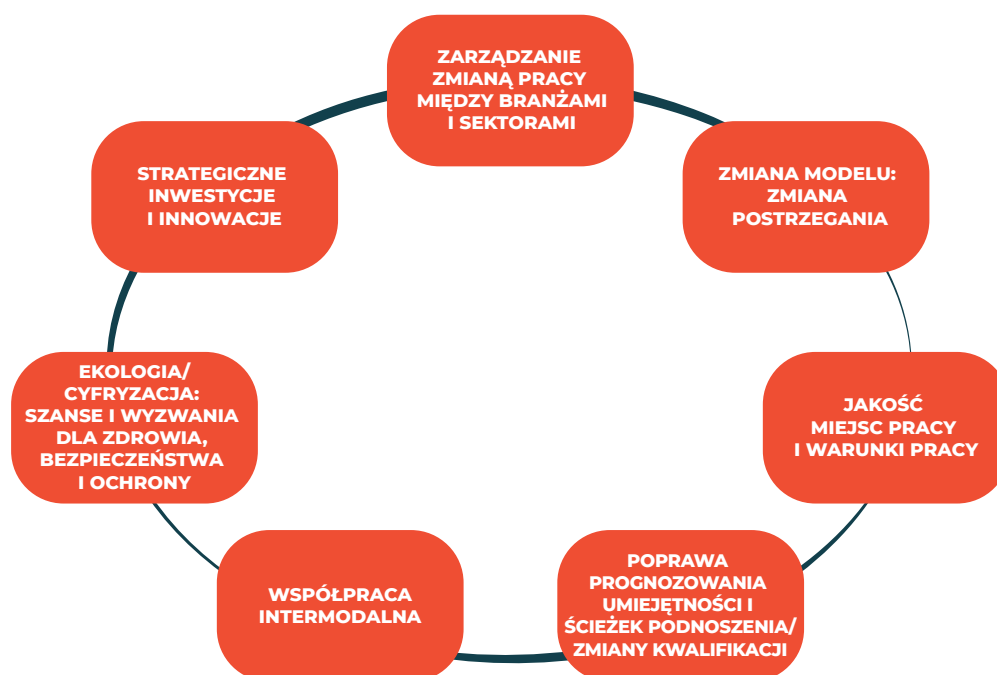 ZARZĄDZANIE
ZMIANĄ PRACY
MIĘDZY BRANŻAMI
I SEKTORAMI
STRATEGICZNE
INWESTYCJE
I INNOWACJE
ZMIANA MODELU:
ZMIANA
POSTRZEGANIA
EKOLOGIA/
CYFRYZACJA:
SZANSE I WYZWANIA
DLA ZDROWIA,
BEZPIECZEŃSTWA
I OCHRONY
JAKOŚĆ
MIEJSC PRACY
I WARUNKI PRACY
WSPÓŁPRACA
INTERMODALNA
POPRAWA
PROGNOZOWANIA
UMIEJĘTNOŚCI I
ŚCIEŻEK PODNOSZENIA/
ZMIANY KWALIFIKACJI